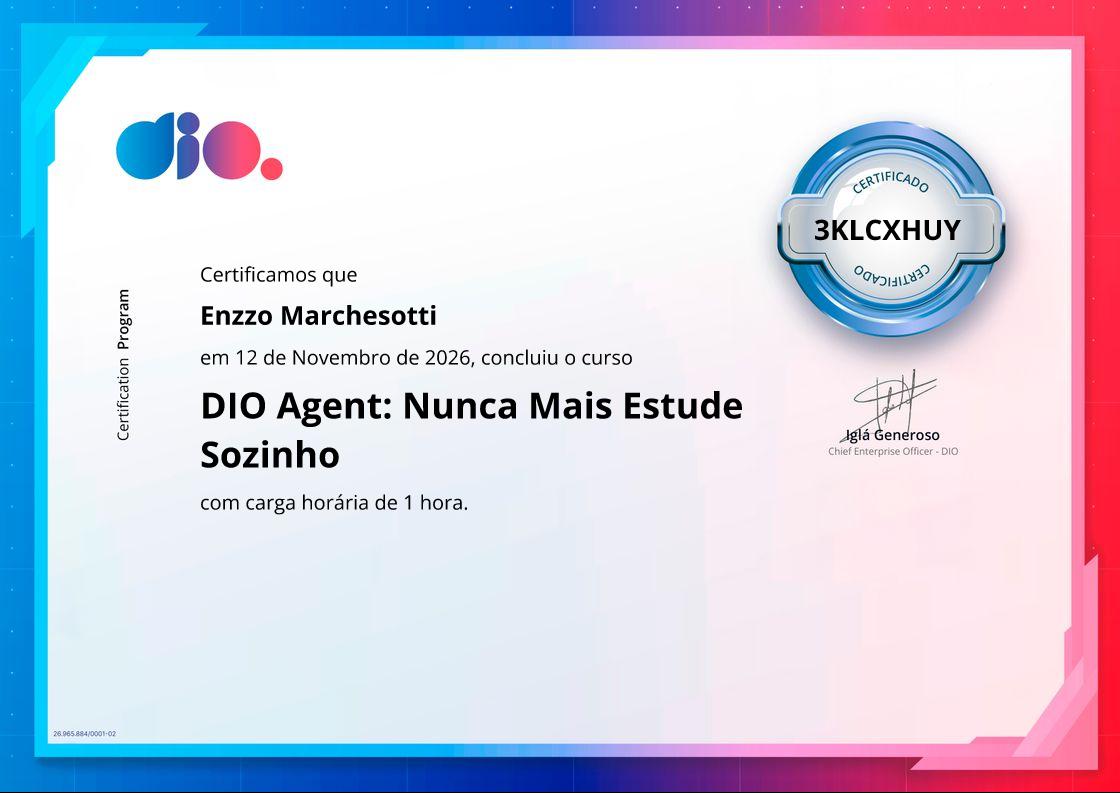 dio.
CERTIFICADO
3KLCXHUY
CERTIFICADO
Certificamos que
Enzzo Marchesotti
em 12 de Novembro de 2026, concluiu o curso
DIO Agent: Nunca Mais Estude
Sozinho
com carga horária de 1 hora.
Certification Program
Iglá Generoso
Chief Enterprise Officer - DIO
26.965.884/0001-02